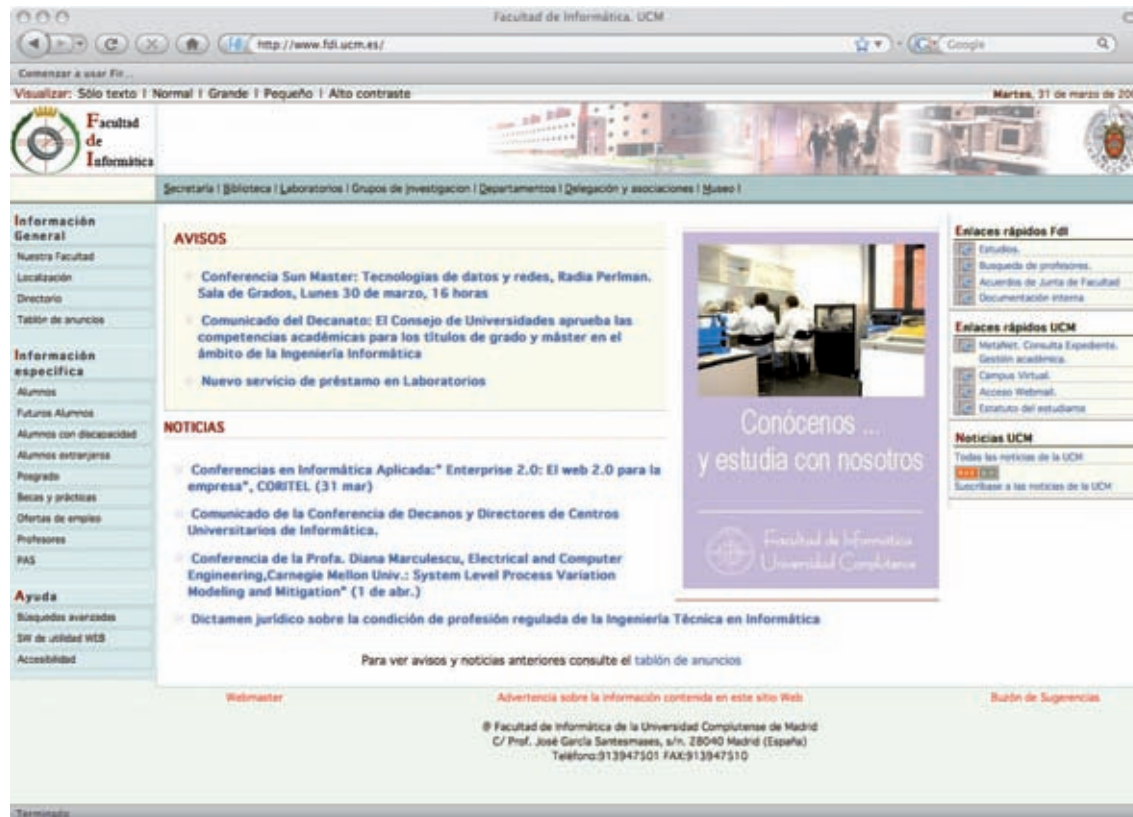 Facultad de Informática. UCM
http://www.fdi.ucm.es/
Google
Comenzar a usar Fir...
Visualizar: Sólo texto I Normal I Grande I Pequeño I Alto contraste
Martes, 31 de marzo de 200
Facultad
de
Informática
Secretaría I Biblioteca I Laboratorios I Grupos de investigacion I Departamentos I Delegación y asociaciones I Museo I
Información
General
Nuestra Facultad
Localización
Directorio
Tablón de anuncios
Información
específica
Alumnos
Futuros Alumnos
Alumnos con discapacidad
Alumnos extranjeros
Posgrado
Becas y prácticas
Ofertas de empleo
Profesores
PAS
Ayuda
Búsquedas avanzadas
SW de utilidad WEB
Accesibilidad
AVISOS
Conferencia Sun Master: Tecnologías de datos y redes, Radia Perlman.
Sala de Grados, Lunes 30 de marzo, 16 horas
Comunicado del Decanato: El Consejo de Universidades aprueba las
competencias académicas para los títulos de grado y máster en el
ámbito de la Ingeniería Informática
Nuevo servicio de préstamo en Laboratorios
NOTICIAS
Conferencias en Informática Aplicada:" Enterprise 2.0: El web 2.0 para la
empresa", CORITEL (31 mar)
Comunicado de la Conferencia de Decanos y Directores de Centros
Universitarios de Informática.
Conferencia de la Profa. Diana Marculescu, Electrical and Computer
Engineering,Carnegie Mellon Univ.: System Level Process Variation
Modeling and Mitigation" (1 de abr.)
Dictamen jurídico sobre la condición de profesión regulada de la Ingeniería Técnica en Informática
Para ver avisos y noticias anteriores consulte el tablón de anuncios
Conócenos ...
y estudia con nosotros
Facultad de Informática
Universidad Complutense
Enlaces rápidos FdI
Estudios.
Busqueda de profesores.
Acuerdos de Junta de Facultad
Documentación interna
Enlaces rápidos UCM
MetaNet. Consulta Expediente.
Gestión académica.
Campus Virtual.
Acceso Webmail.
Estatuto del estudiante
Noticias UCM
Todas las noticias de la UCM
Suscríbase a las noticias de la UCM
Webmaster
Advertencia sobre la información contenida en este sitio Web
Buzón de Sugerencias
® Facultad de Informática de la Universidad Complutense de Madrid
C/ Prof. José García Santesmases, s/n. 28040 Madrid (España)
Teléfono:913947501 FAX:913947510
Terminado